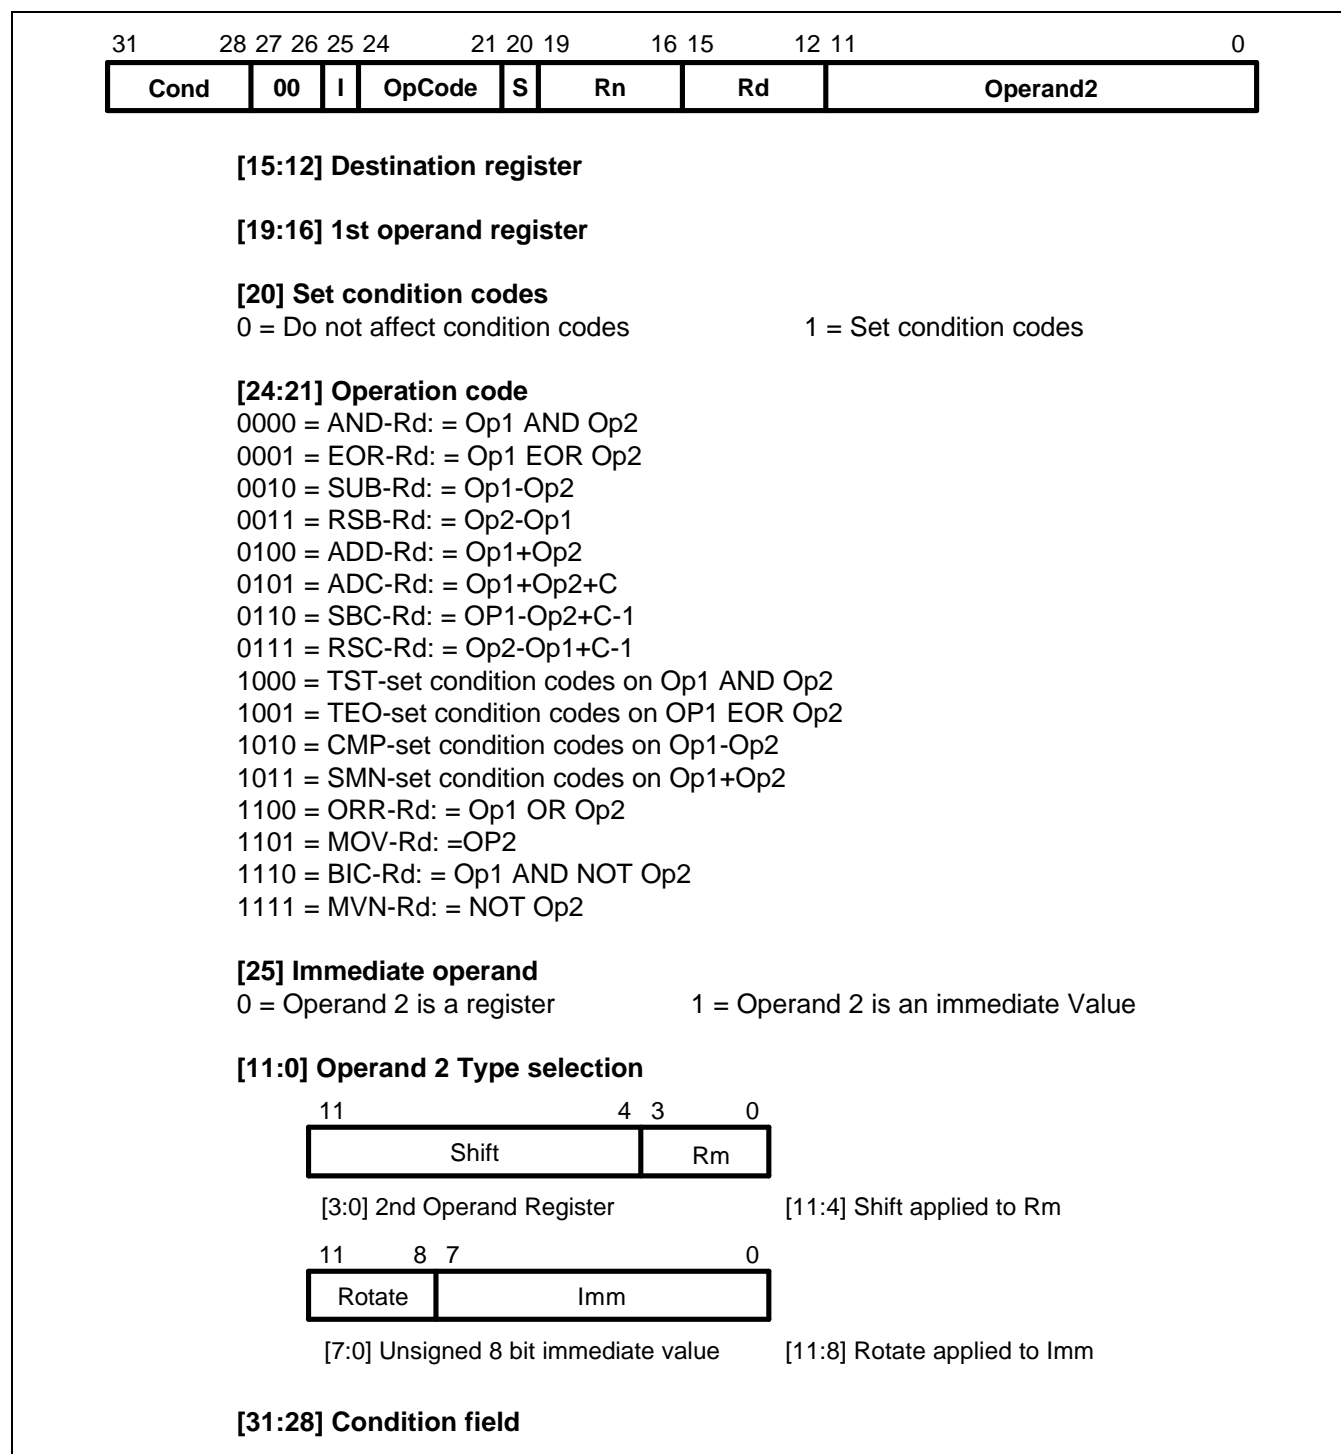 31 28 27 26 25 24 21 20 19 16 15 12 11 0
Cond 00 I OpCode S Rn Rd Operand2
[15:12] Destination register
[19:16] 1st operand register
[20] Set condition codes
0 = Do not affect condition codes 1 = Set condition codes
[24:21] Operation code
0000 = AND-Rd: = Op1 AND Op2
0001 = EOR-Rd: = Op1 EOR Op2
0010 = SUB-Rd: = Op1-Op2
0011 = RSB-Rd: = Op2-Op1
0100 = ADD-Rd: = Op1+Op2
0101 = ADC-Rd: = Op1+Op2+C
0110 = SBC-Rd: = OP1-Op2+C-1
0111 = RSC-Rd: = Op2-Op1+C-1
1000 = TST-set condition codes on Op1 AND Op2
1001 = TEO-set condition codes on OP1 EOR Op2
1010 = CMP-set condition codes on Op1-Op2
1011 = SMN-set condition codes on Op1+Op2
1100 = ORR-Rd: = Op1 OR Op2
1101 = MOV-Rd: =OP2
1110 = BIC-Rd: = Op1 AND NOT Op2
1111 = MVN-Rd: = NOT Op2
[25] Immediate operand
0 = Operand 2 is a register 1 = Operand 2 is an immediate Value
[11:0] Operand 2 Type selection
11 4 3 0
Shift Rm
[3:0] 2nd Operand Register [11:4] Shift applied to Rm
11 8 7 0
Rotate Imm
[7:0] Unsigned 8 bit immediate value [11:8] Rotate applied to Imm
[31:28] Condition field